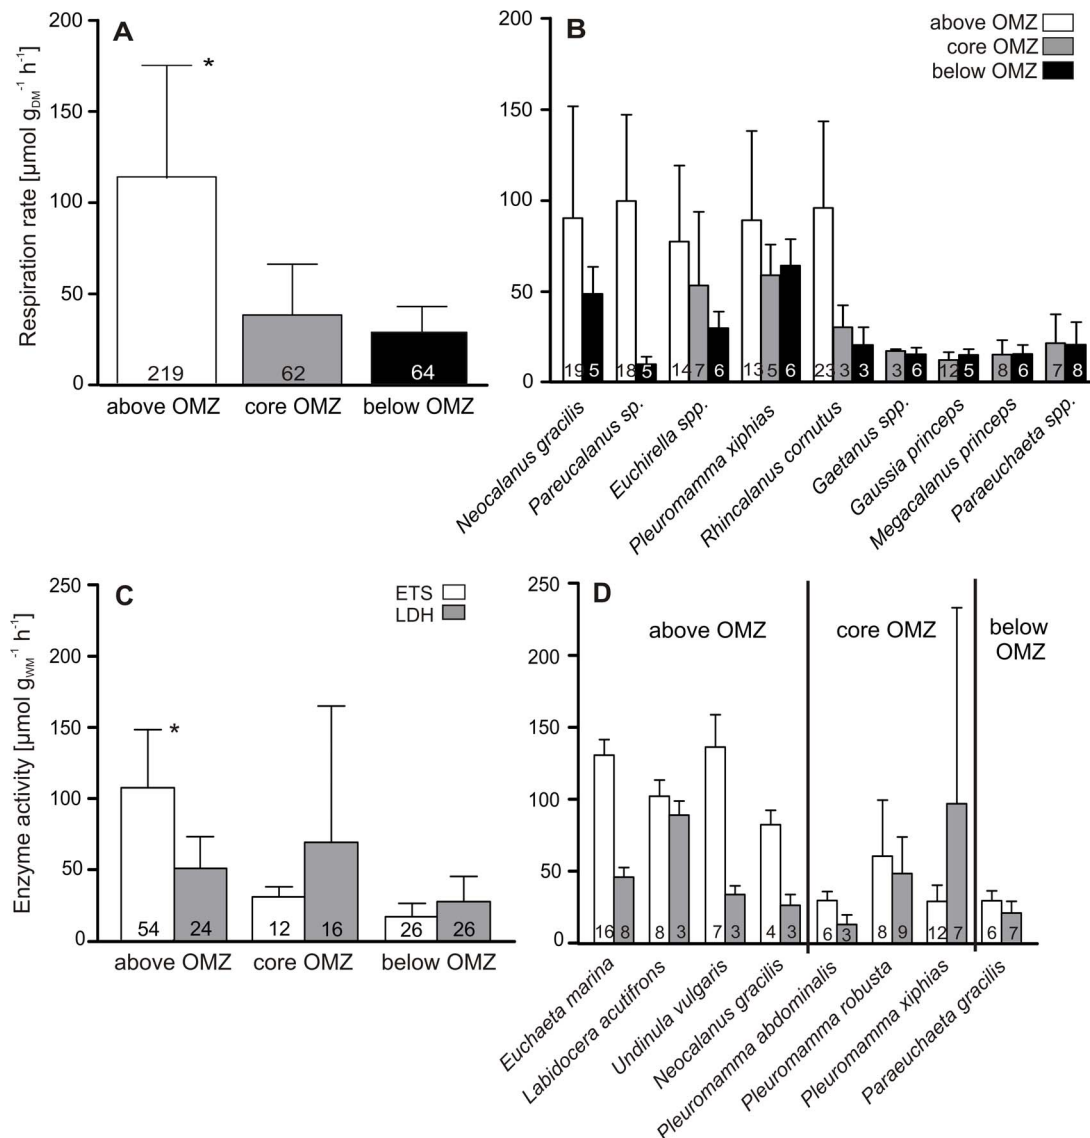 A
Respiration rate [µmol g_DM^-1 h^-1]
200
150
100
50
0
*
219
62
64
above OMZ
core OMZ
below OMZ
B
above OMZ
core OMZ
below OMZ
200
150
100
50
0
19
5
18
5
14
7
6
13
5
6
23
3
3
3
6
12
5
8
6
7
8
Neocalanus gracilis
Pareucalanus sp.
Euchirella spp.
Pleuromamma xiphias
Rhincalanus cornutus
Gaetanus spp.
Gaussia princeps
Megacalanus princeps
Paraeuchaeta spp.
C
ETS
LDH
Enzyme activity [µmol g_WM^-1 h^-1]
250
200
150
100
50
0
*
54
24
12
16
26
26
above OMZ
core OMZ
below OMZ
D
above OMZ
core OMZ
below
OMZ
250
200
150
100
50
0
16
8
8
3
7
3
4
3
6
3
8
9
12
7
6
7
Euchaeta marina
Labidocera acutifrons
Undinula vulgaris
Neocalanus gracilis
Pleuromamma abdominalis
Pleuromamma robusta
Pleuromamma xiphias
Paraeuchaeta gracilis